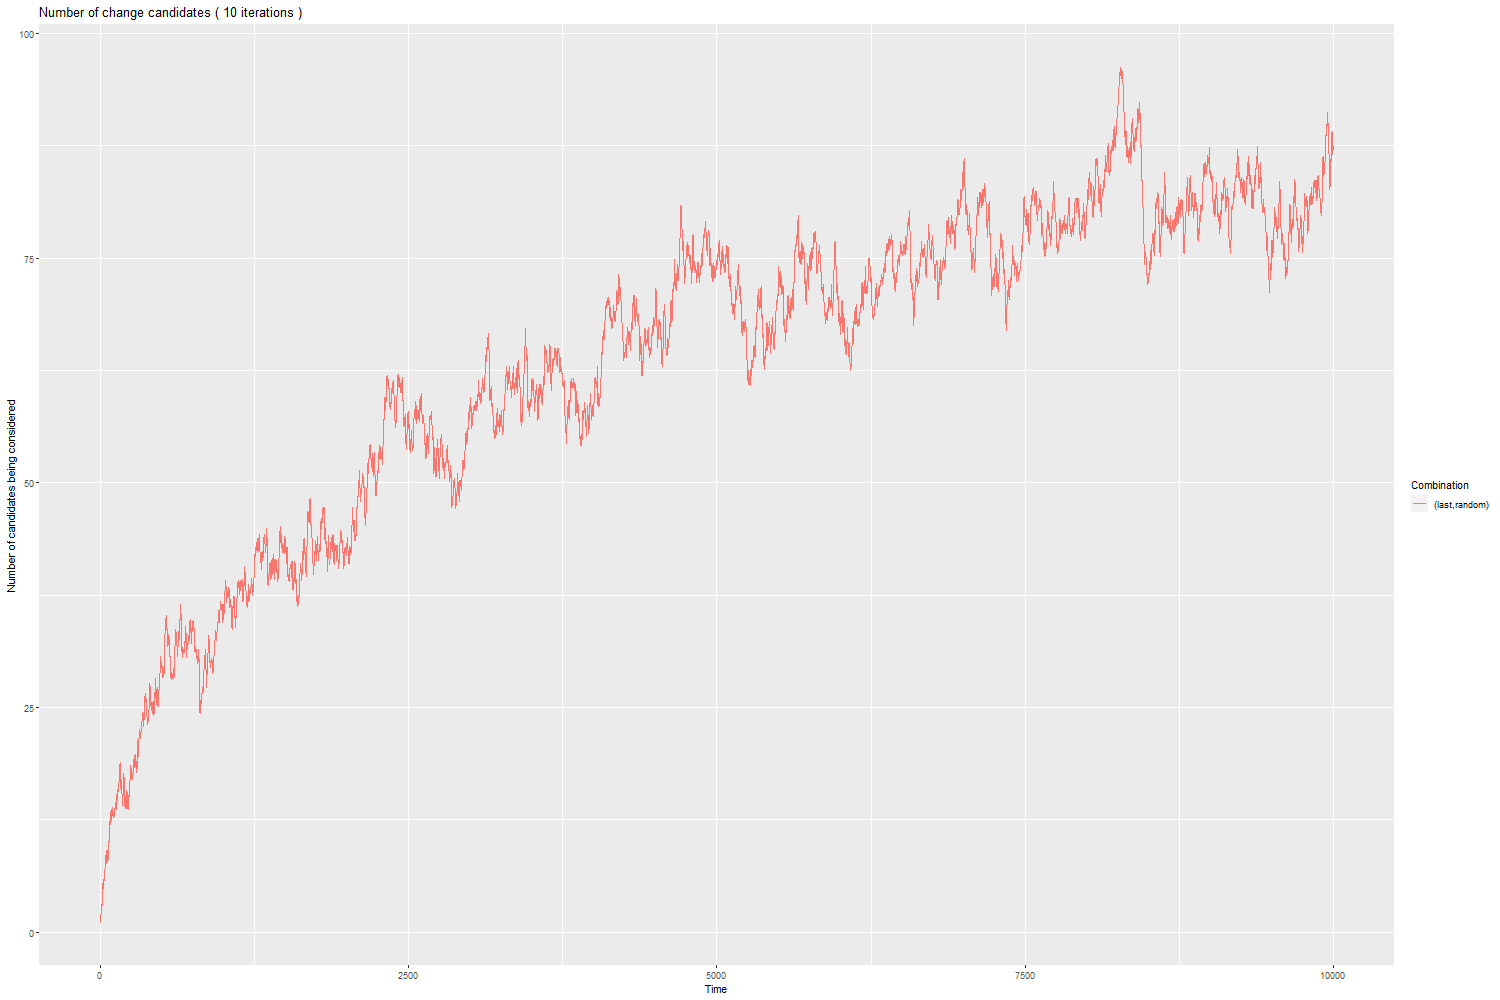 Number of change candidates ( 10 iterations )
100
75
50
25
0
Number of candidates being considered
0 2500 5000 7500 10000
Time
Combination
(last,random)